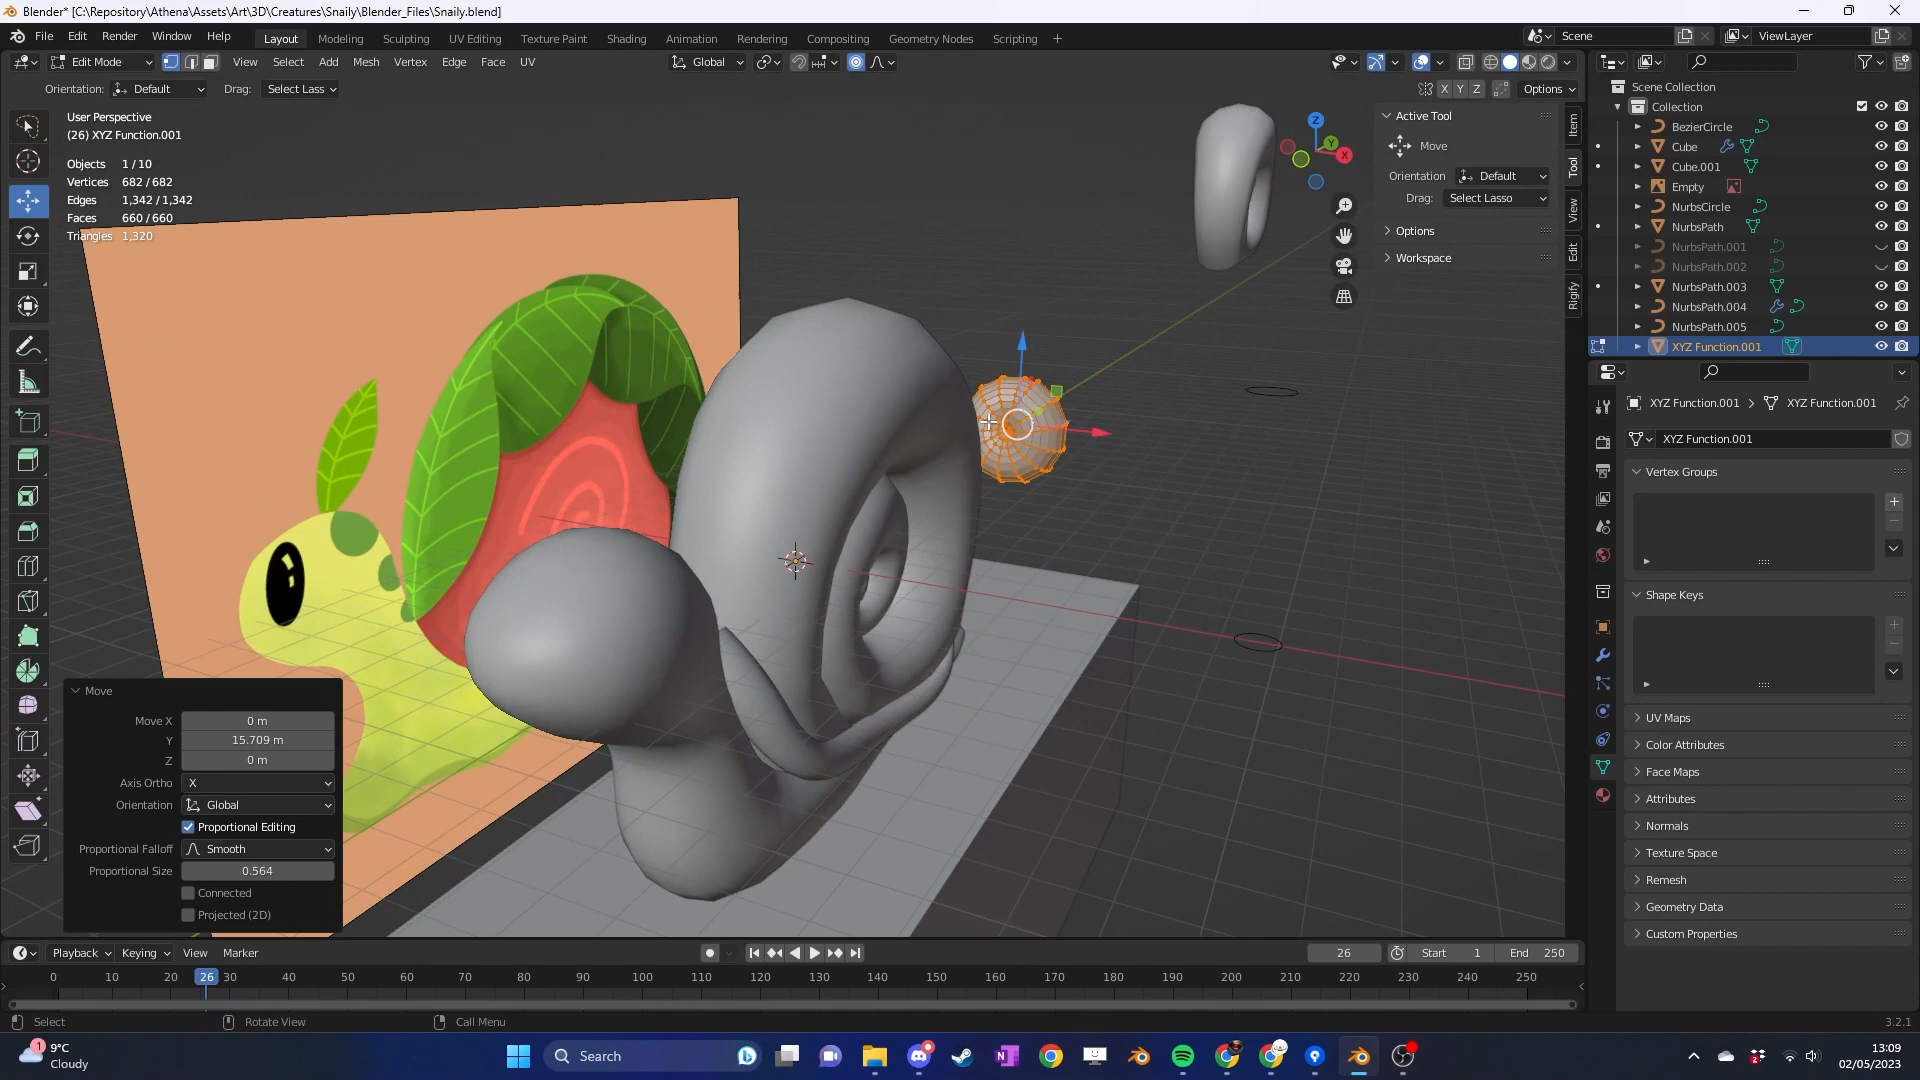 Blender* [C:\Repository\Athena\Assets\Art\3D\Creatures\Snaily\Blender_Files\Snaily.blend]
File Edit Render Window Help Layout Modeling Sculpting UV Editing Texture Paint Shading Animation Rendering Compositing Geometry Nodes Scripting + Scene ViewLayer
Edit Mode View Select Add Mesh Vertex Edge Face UV Global
Orientation: Default Drag: Select Lass X Y Z Options
User Perspective
(26) XYZ Function.001
Objects 1 / 10
Vertices 682 / 682
Edges 1,342 / 1,342
Faces 660 / 660
Triangles 1,320
Z
Y
X
Active Tool
Move
Orientation Default
Drag: Select Lasso
Options
Workspace
Item
Tool
View
Edit
Rigify
Scene Collection
Collection
BezierCircle
Cube
Cube.001
Empty
NurbsCircle
NurbsPath
NurbsPath.001
NurbsPath.002
NurbsPath.003
NurbsPath.004
NurbsPath.005
XYZ Function.001
XYZ Function.001 > XYZ Function.001
XYZ Function.001
Vertex Groups
Shape Keys
UV Maps
Color Attributes
Face Maps
Attributes
Normals
Texture Space
Remesh
Geometry Data
Custom Properties
Move
Move X 0 m
Y 15.709 m
Z 0 m
Axis Ortho X
Orientation Global
Proportional Editing
Proportional Falloff Smooth
Proportional Size 0.564
Connected
Projected (2D)
Playback Keying View Marker 26 Start 1 End 250
0 10 20 26 30 40 50 60 70 80 90 100 110 120 130 140 150 160 170 180 190 200 210 220 230 240 250
Select Rotate View Call Menu 3.2.1
1 9°C
Cloudy
Search
13:09
02/05/2023